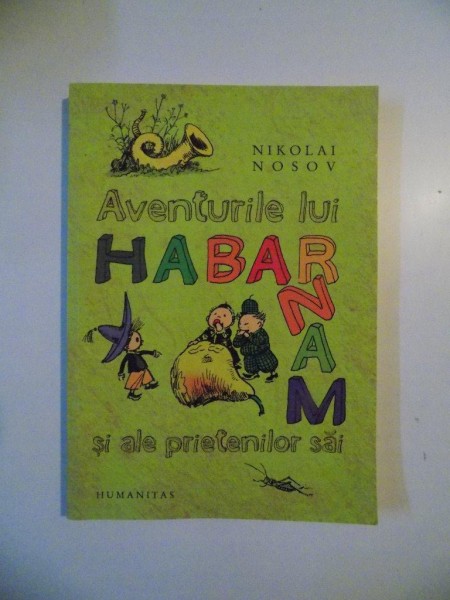 NIKOLAI
NOSOV
Aventurile lui
HABARNAM
și ale prietenilor săi
HUMANITAS